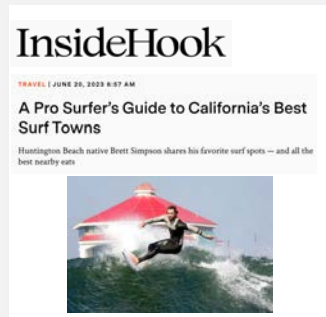 InsideHook
TRAVEL | JUNE 20, 2023 6:57 AM
A Pro Surfer's Guide to California's Best
Surf Towns
Huntington Beach native Brett Simpson shares his favorite surf spots — and all the
best nearby eats